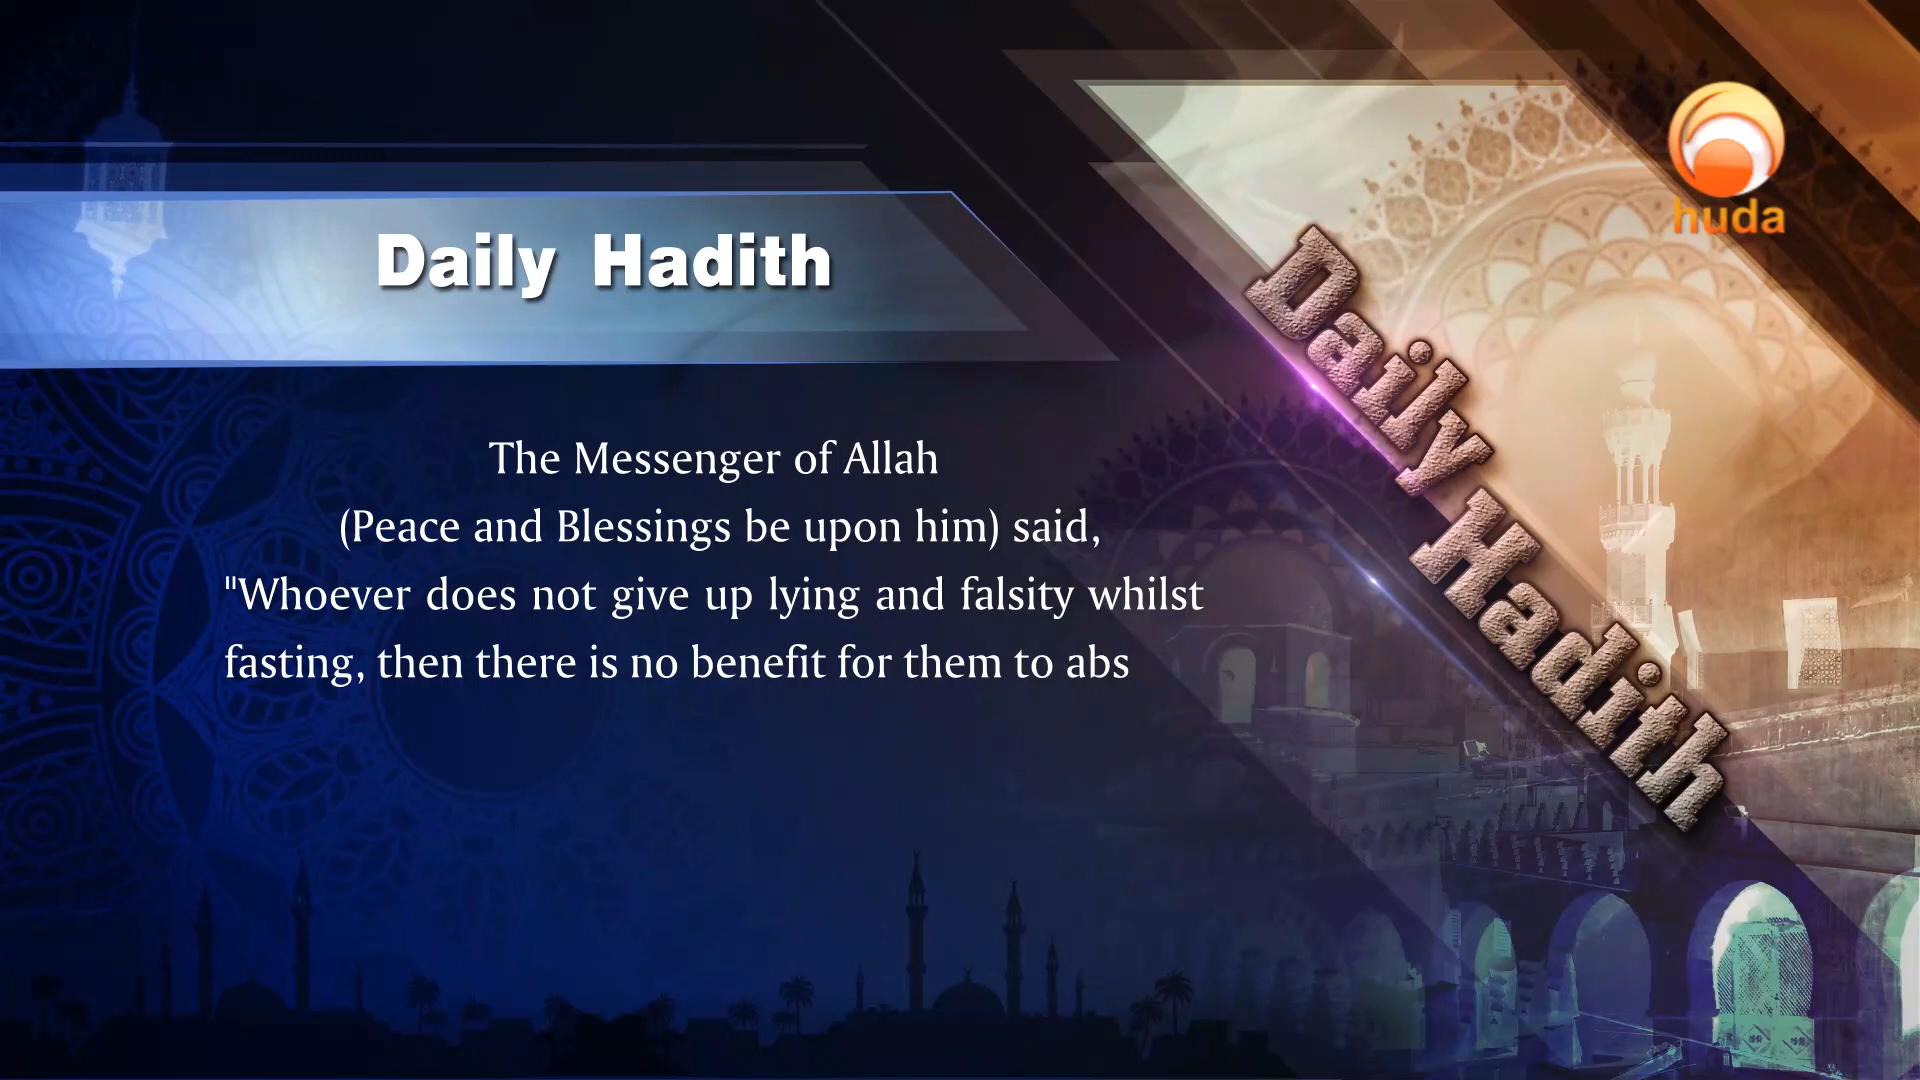 huda
Daily Hadith
Daily Hadith
The Messenger of Allah
(Peace and Blessings be upon him) said,
"Whoever does not give up lying and falsity whilst
fasting, then there is no benefit for them to abs